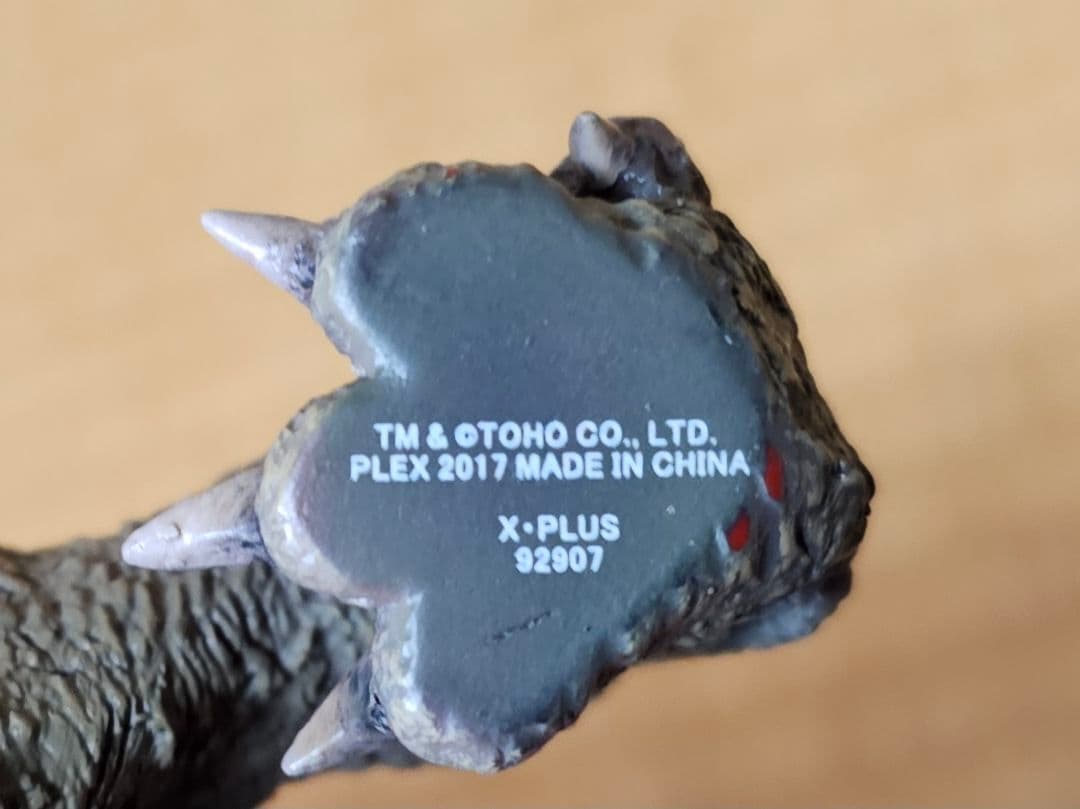 TM & ©TOHO CO., LTD.
PLEX 2017 MADE IN CHINA
X·PLUS
92907